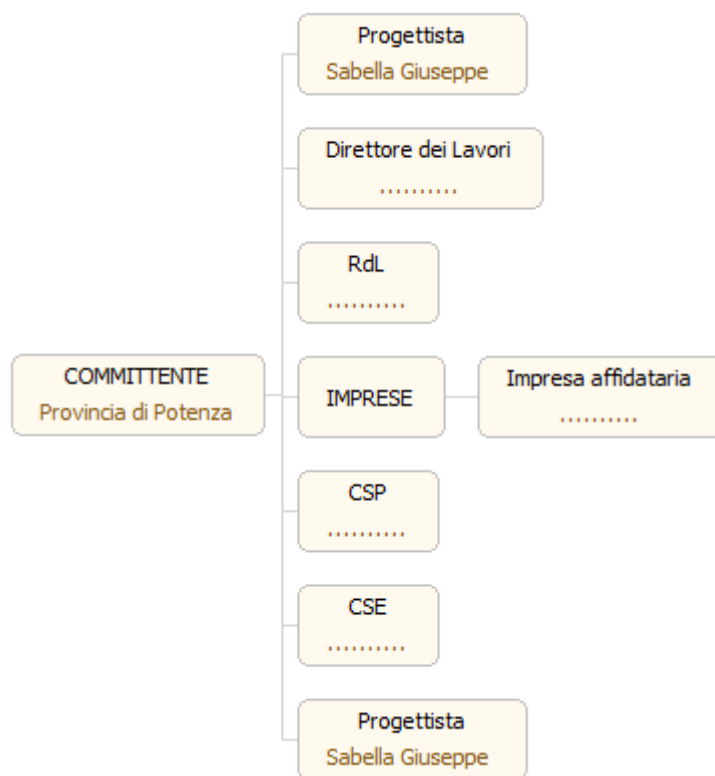 Progettista
Sabella Giuseppe
Direttore dei Lavori
..........
RdL
..........
COMMITTENTE
Provincia di Potenza
IMPRESE
Impresa affidataria
..........
CSP
..........
CSE
..........
Progettista
Sabella Giuseppe